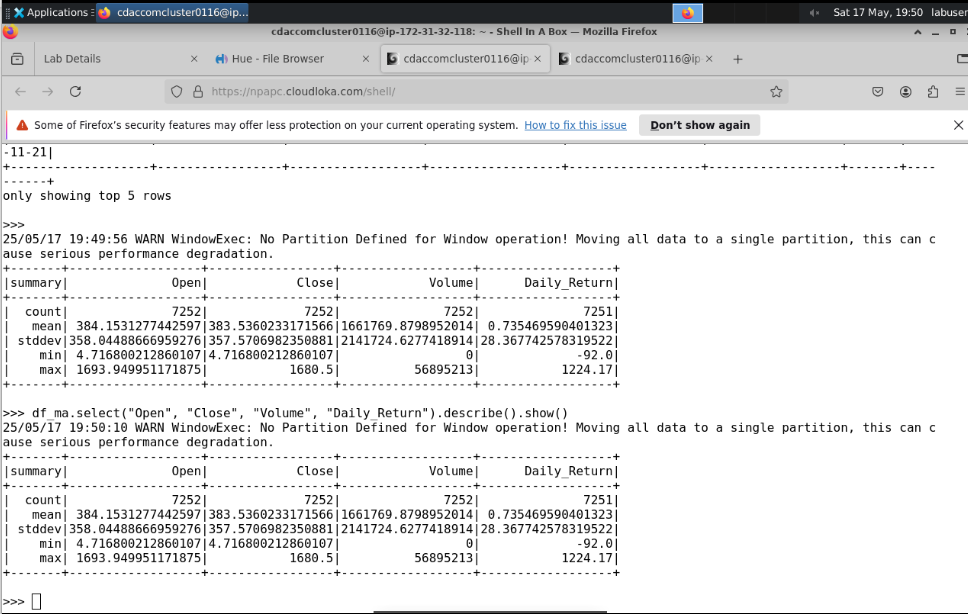 Applications
cdaccomcluster0116@ip...
Sat 17 May, 19:50 labuser
cdaccomcluster0116@ip-172-31-32-118: ~ - Shell In A Box — Mozilla Firefox
Lab Details
Hue - File Browser
cdaccomcluster0116@ip
cdaccomcluster0116@ip
https://npapc.cloudloka.com/shell/
Some of Firefox's security features may offer less protection on your current operating system. How to fix this issue Don't show again
-11-21|
+------------------+----------------+-----------------+-----------------+-----------------+-----------------+-------+----
------+
only showing top 5 rows
>>>
25/05/17 19:49:56 WARN WindowExec: No Partition Defined for Window operation! Moving all data to a single partition, this can c
ause serious performance degradation.
+-------+-----------------+----------------+-----------------+-----------------+
|summary|             Open|           Close|           Volume|     Daily_Return|
+-------+-----------------+----------------+-----------------+-----------------+
|  count|             7252|            7252|             7252|             7251|
|   mean| 384.1531277442597|383.5360233171566|1661769.8798952014| 0.735469590401323|
| stddev|358.04488666959276|357.5706982350881|2141724.6277418914|28.367742578319522|
|    min| 4.716800212860107|4.716800212860107|                 0|             -92.0|
|    max| 1693.949951171875|           1680.5|          56895213|           1224.17|
+-------+-----------------+----------------+-----------------+-----------------+
>>> df_ma.select("Open", "Close", "Volume", "Daily_Return").describe().show()
25/05/17 19:50:10 WARN WindowExec: No Partition Defined for Window operation! Moving all data to a single partition, this can c
ause serious performance degradation.
+-------+-----------------+----------------+-----------------+-----------------+
|summary|             Open|           Close|           Volume|     Daily_Return|
+-------+-----------------+----------------+-----------------+-----------------+
|  count|             7252|            7252|             7252|             7251|
|   mean| 384.1531277442597|383.5360233171566|1661769.8798952014| 0.735469590401323|
| stddev|358.04488666959276|357.5706982350881|2141724.6277418914|28.367742578319522|
|    min| 4.716800212860107|4.716800212860107|                 0|             -92.0|
|    max| 1693.949951171875|           1680.5|          56895213|           1224.17|
+-------+-----------------+----------------+-----------------+-----------------+
>>>